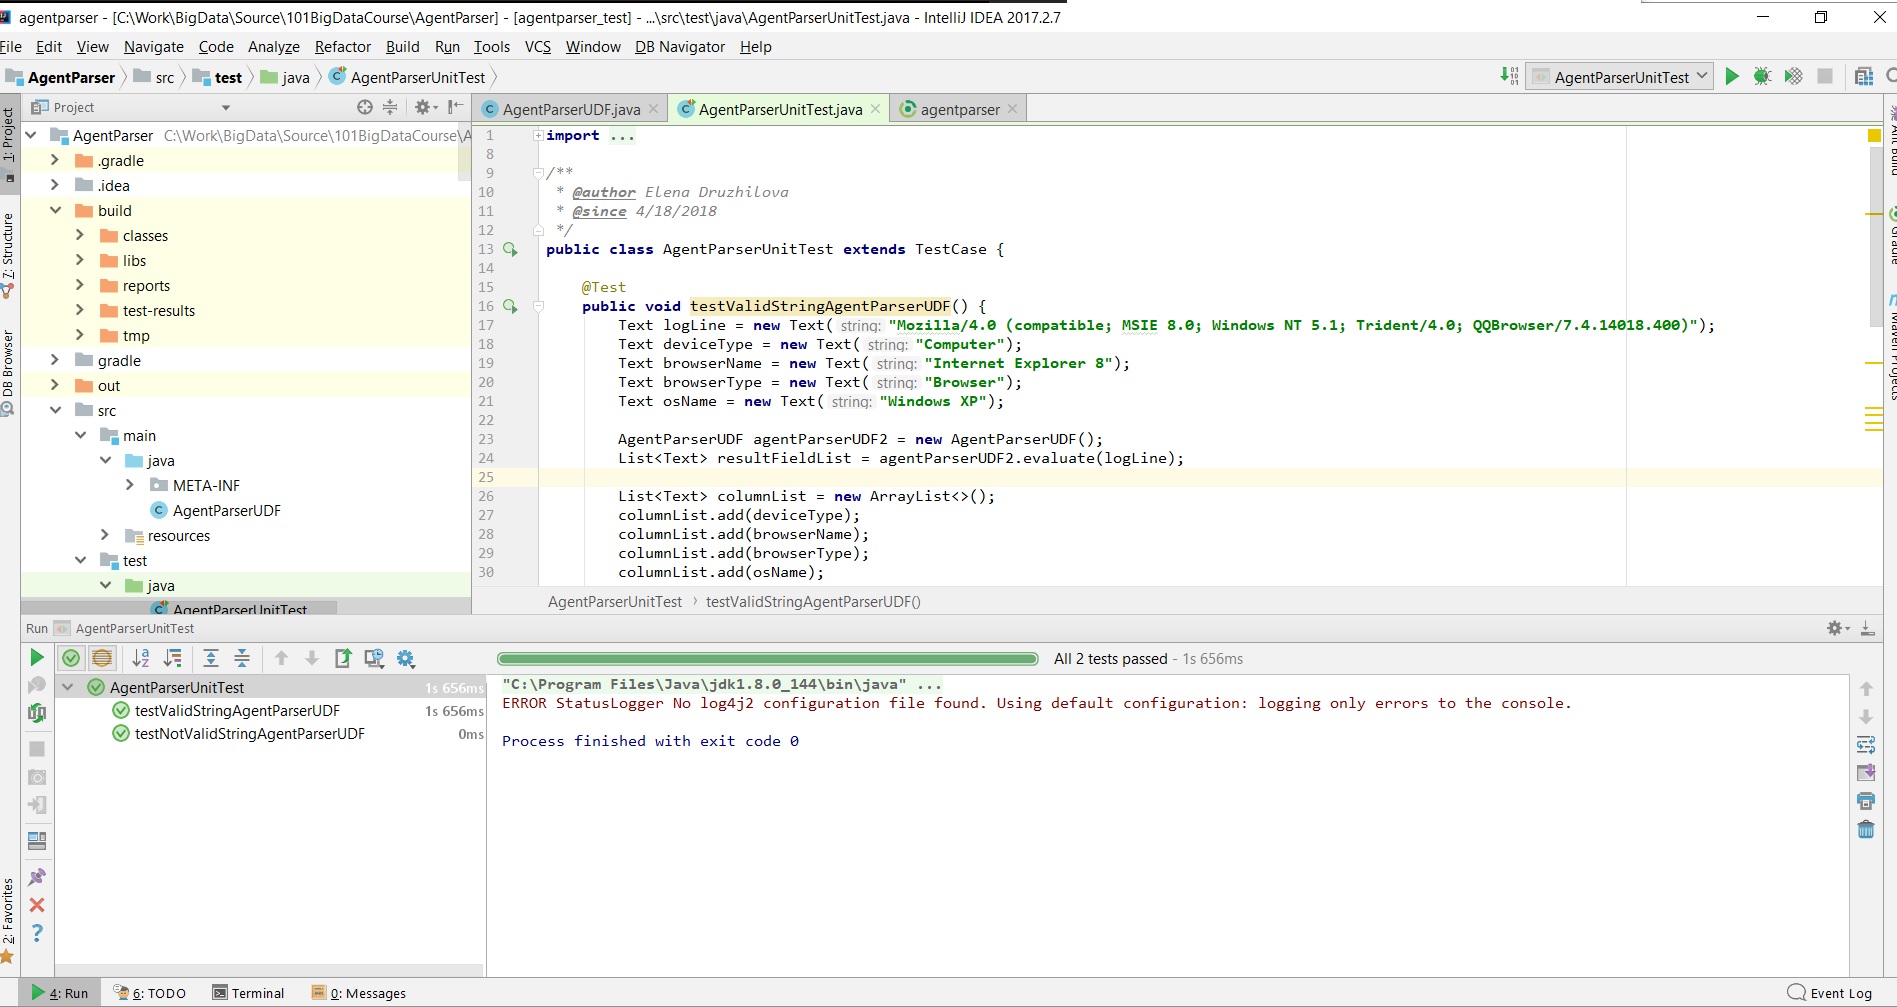 agentparser - [C:\Work\BigData\Source\101BigDataCourse\AgentParser] - [agentparser_test] - ...\src\test\java\AgentParserUnitTest.java - IntelliJ IDEA 2017.2.7
File Edit View Navigate Code Analyze Refactor Build Run Tools VCS Window DB Navigator Help
AgentParser src test java AgentParserUnitTest
AgentParserUnitTest
Project
AgentParserUDF.java AgentParserUnitTest.java agentparser
1: Project
7: Structure
DB Browser
2: Favorites
AgentParser C:\Work\BigData\Source\101BigDataCourse\A
.gradle
.idea
build
classes
libs
reports
test-results
tmp
gradle
out
src
main
java
META-INF
AgentParserUDF
resources
test
java
AgentParserUnitTest
1 import ...
8
9 /**
10 * @author Elena Druzhilova
11 * @since 4/18/2018
12 */
13 public class AgentParserUnitTest extends TestCase {
14
15 @Test
16 public void testValidStringAgentParserUDF() {
17 Text logLine = new Text( string: "Mozilla/4.0 (compatible; MSIE 8.0; Windows NT 5.1; Trident/4.0; QQBrowser/7.4.14018.400)");
18 Text deviceType = new Text( string: "Computer");
19 Text browserName = new Text( string: "Internet Explorer 8");
20 Text browserType = new Text( string: "Browser");
21 Text osName = new Text( string: "Windows XP");
22
23 AgentParserUDF agentParserUDF2 = new AgentParserUDF();
24 List<Text> resultFieldList = agentParserUDF2.evaluate(logLine);
25
26 List<Text> columnList = new ArrayList<>();
27 columnList.add(deviceType);
28 columnList.add(browserName);
29 columnList.add(browserType);
30 columnList.add(osName);
AgentParserUnitTest › testValidStringAgentParserUDF()
Ant Build
Gradle
Maven Projects
Run AgentParserUnitTest
All 2 tests passed - 1s 656ms
AgentParserUnitTest 1s 656ms
testValidStringAgentParserUDF 1s 656ms
testNotValidStringAgentParserUDF 0ms
"C:\Program Files\Java\jdk1.8.0_144\bin\java" ...
ERROR StatusLogger No log4j2 configuration file found. Using default configuration: logging only errors to the console.
Process finished with exit code 0
4: Run 6: TODO Terminal 0: Messages Event Log